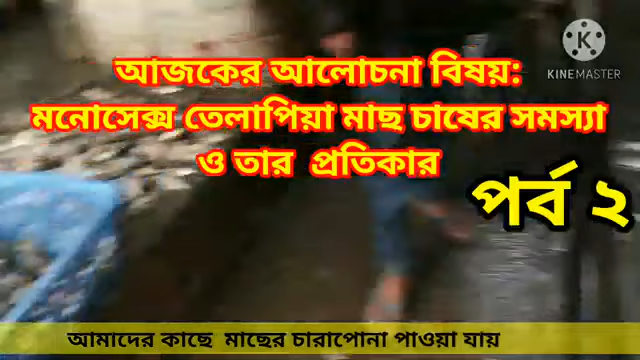 KINEMASTER
আজকের আলোচনা বিষয়:
মনোসেক্স তেলাপিয়া মাছ চাষের সমস্যা
ও তার প্রতিকার
পর্ব ২
আমাদের কাছে মাছের চারাপোনা পাওয়া যায়